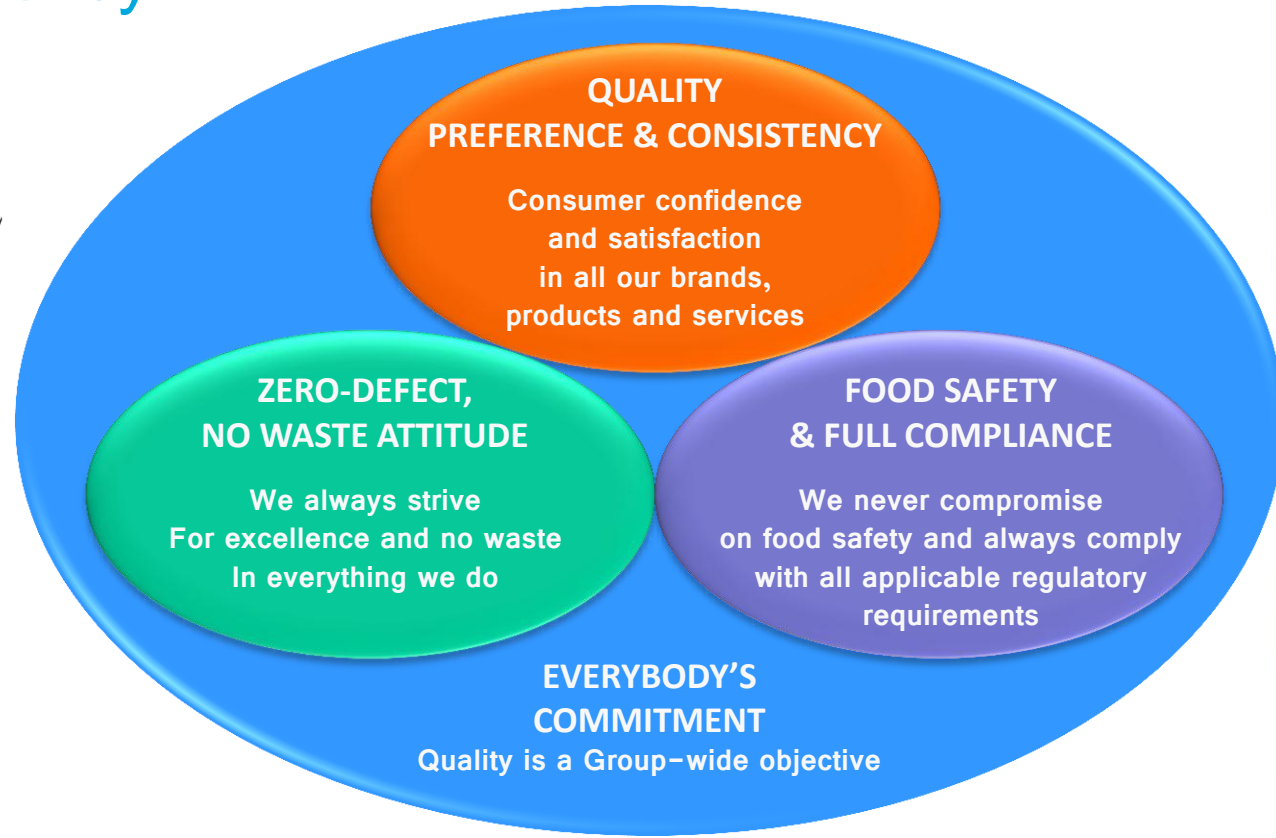 y
QUALITY
PREFERENCE & CONSISTENCY
Consumer confidence
and satisfaction
in all our brands,
products and services
ZERO-DEFECT,
NO WASTE ATTITUDE
We always strive
For excellence and no waste
In everything we do
FOOD SAFETY
& FULL COMPLIANCE
We never compromise
on food safety and always comply
with all applicable regulatory
requirements
EVERYBODY’S
COMMITMENT
Quality is a Group-wide objective